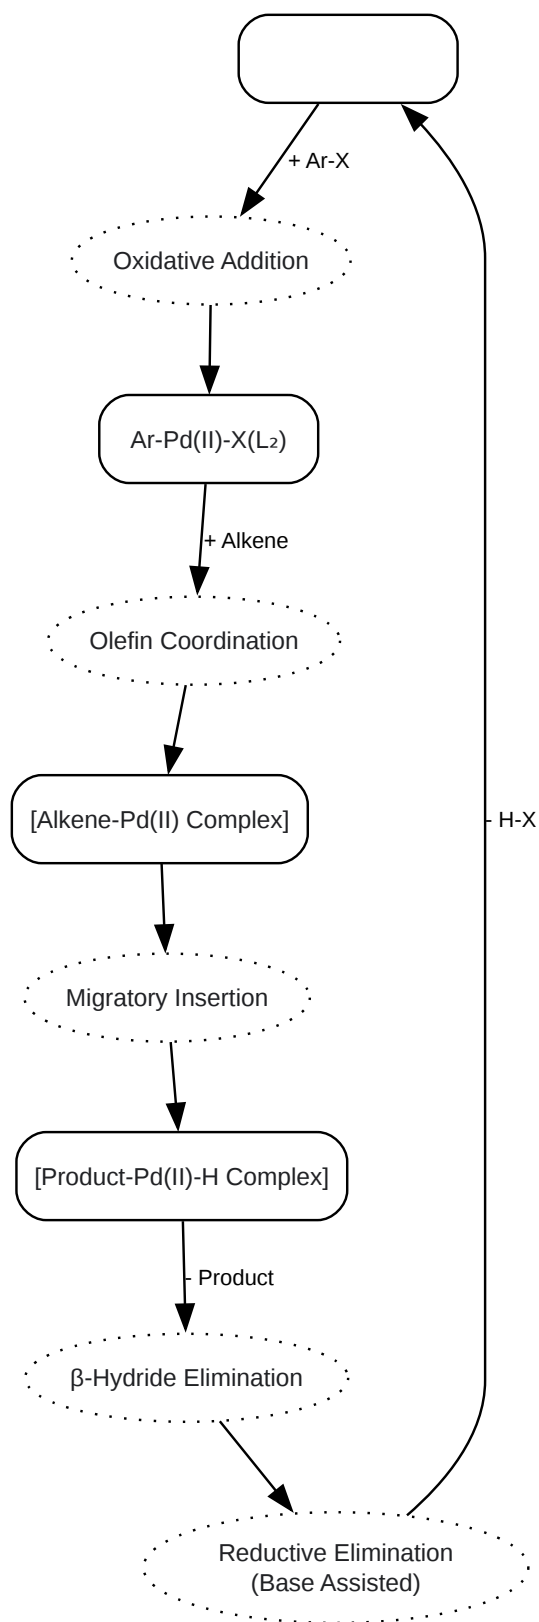 + Ar-X
Oxidative Addition
Ar-Pd(II)-X(L₂)
+ Alkene
Olefin Coordination
[Alkene-Pd(II) Complex]
- H-X
Migratory Insertion
[Product-Pd(II)-H Complex]
- Product
β-Hydride Elimination
Reductive Elimination
(Base Assisted)